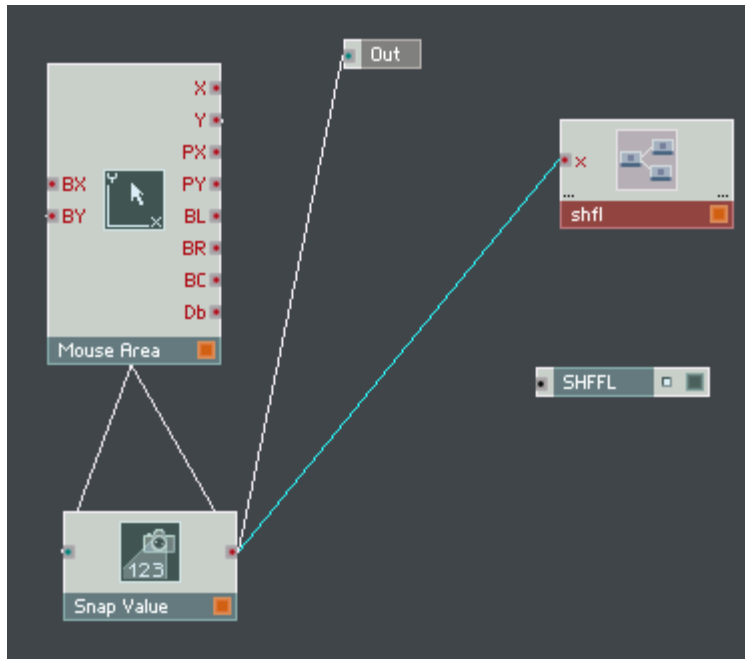 Out
X
Y
PX
BX PY
BY BL
BR
BC
Db
Mouse Area
Y
X
x
...
...
shfl
SHFFL
123
Snap Value